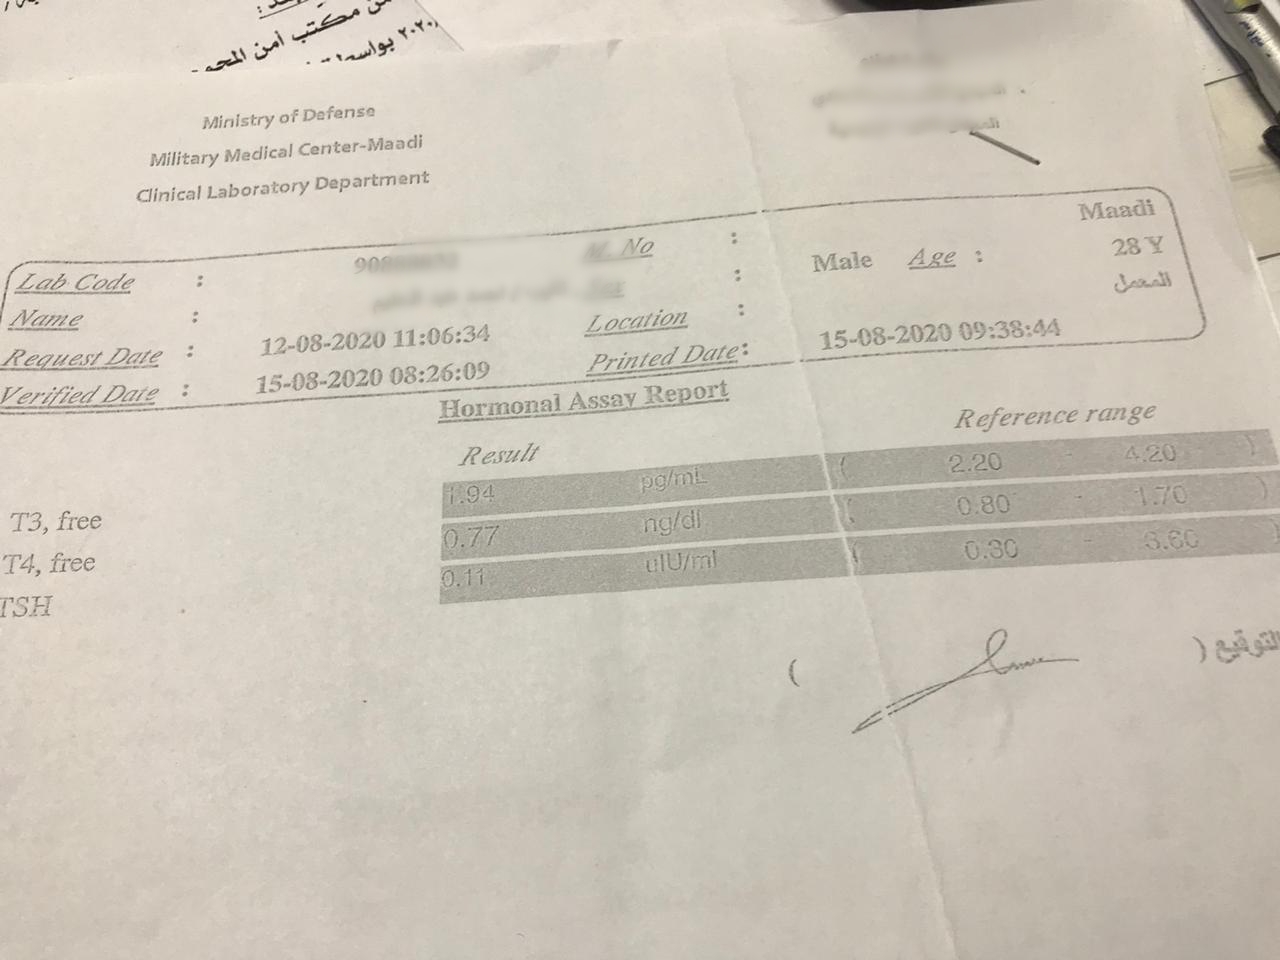 مكتب أمن
٢٠٢٠ بواسطة
Ministry of Defense
Military Medical Center-Maadi
Clinical Laboratory Department
Maadi
Lab Code : M. No : Male Age : 28 Y
Name : Location : المعمل
Request Date : 12-08-2020 11:06:34 Printed Date: 15-08-2020 09:38:44
Verified Date : 15-08-2020 08:26:09
Hormonal Assay Report
Result Reference range
T3, free 1.94 pg/mL ( 2.20 - 4.20 )
T4, free 0.77 ng/dl ( 0.80 - 1.70 )
TSH 0.11 uIU/ml ( 0.30 - 3.60 )
التوقيع ( )